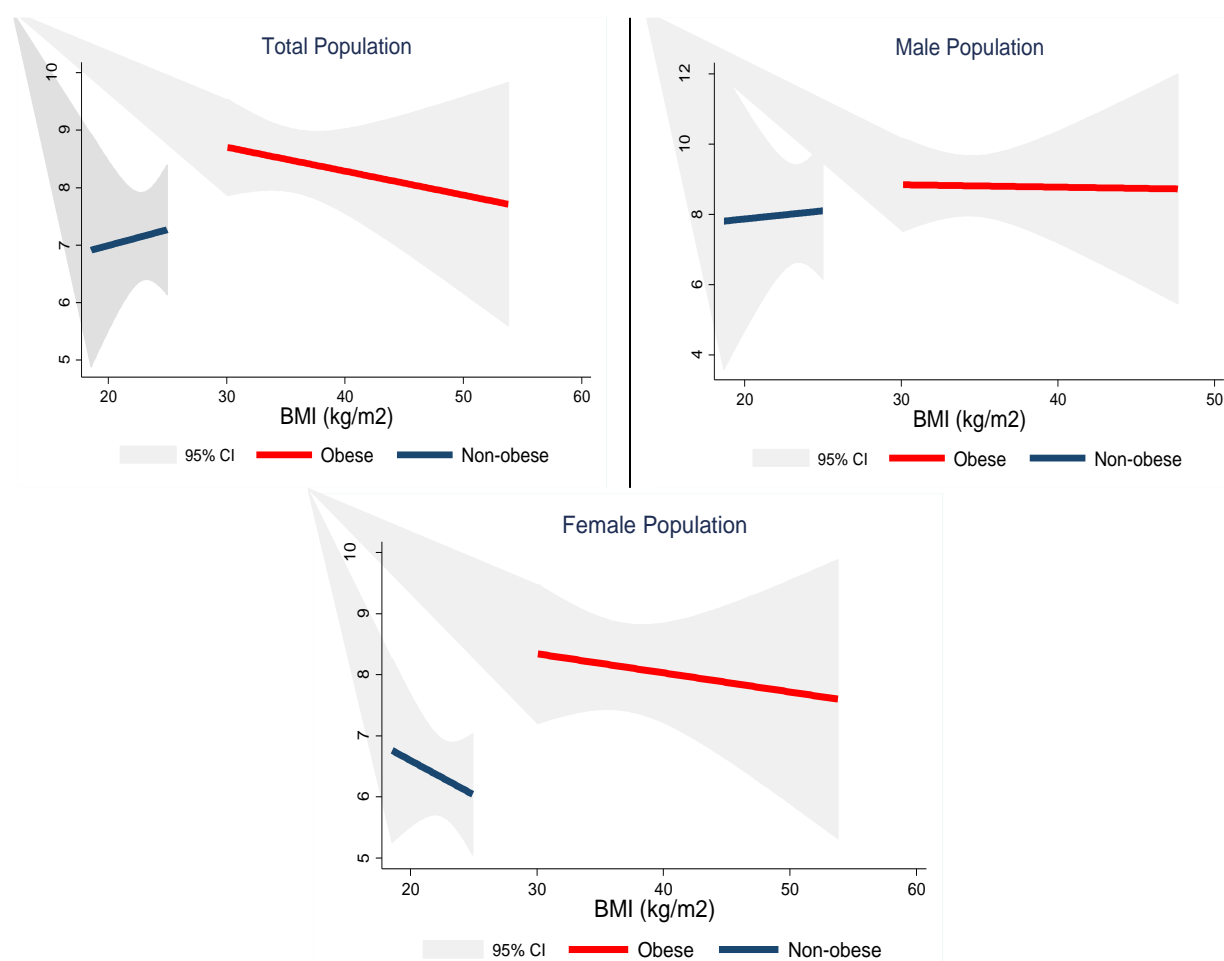 Total Population
10
9
8
7
6
5
20 30 40 50 60
BMI (kg/m2)
95% CI Obese Non-obese
Male Population
12
10
8
6
4
20 30 40 50
BMI (kg/m2)
95% CI Obese Non-obese
Female Population
10
9
8
7
6
5
20 30 40 50 60
BMI (kg/m2)
95% CI Obese Non-obese